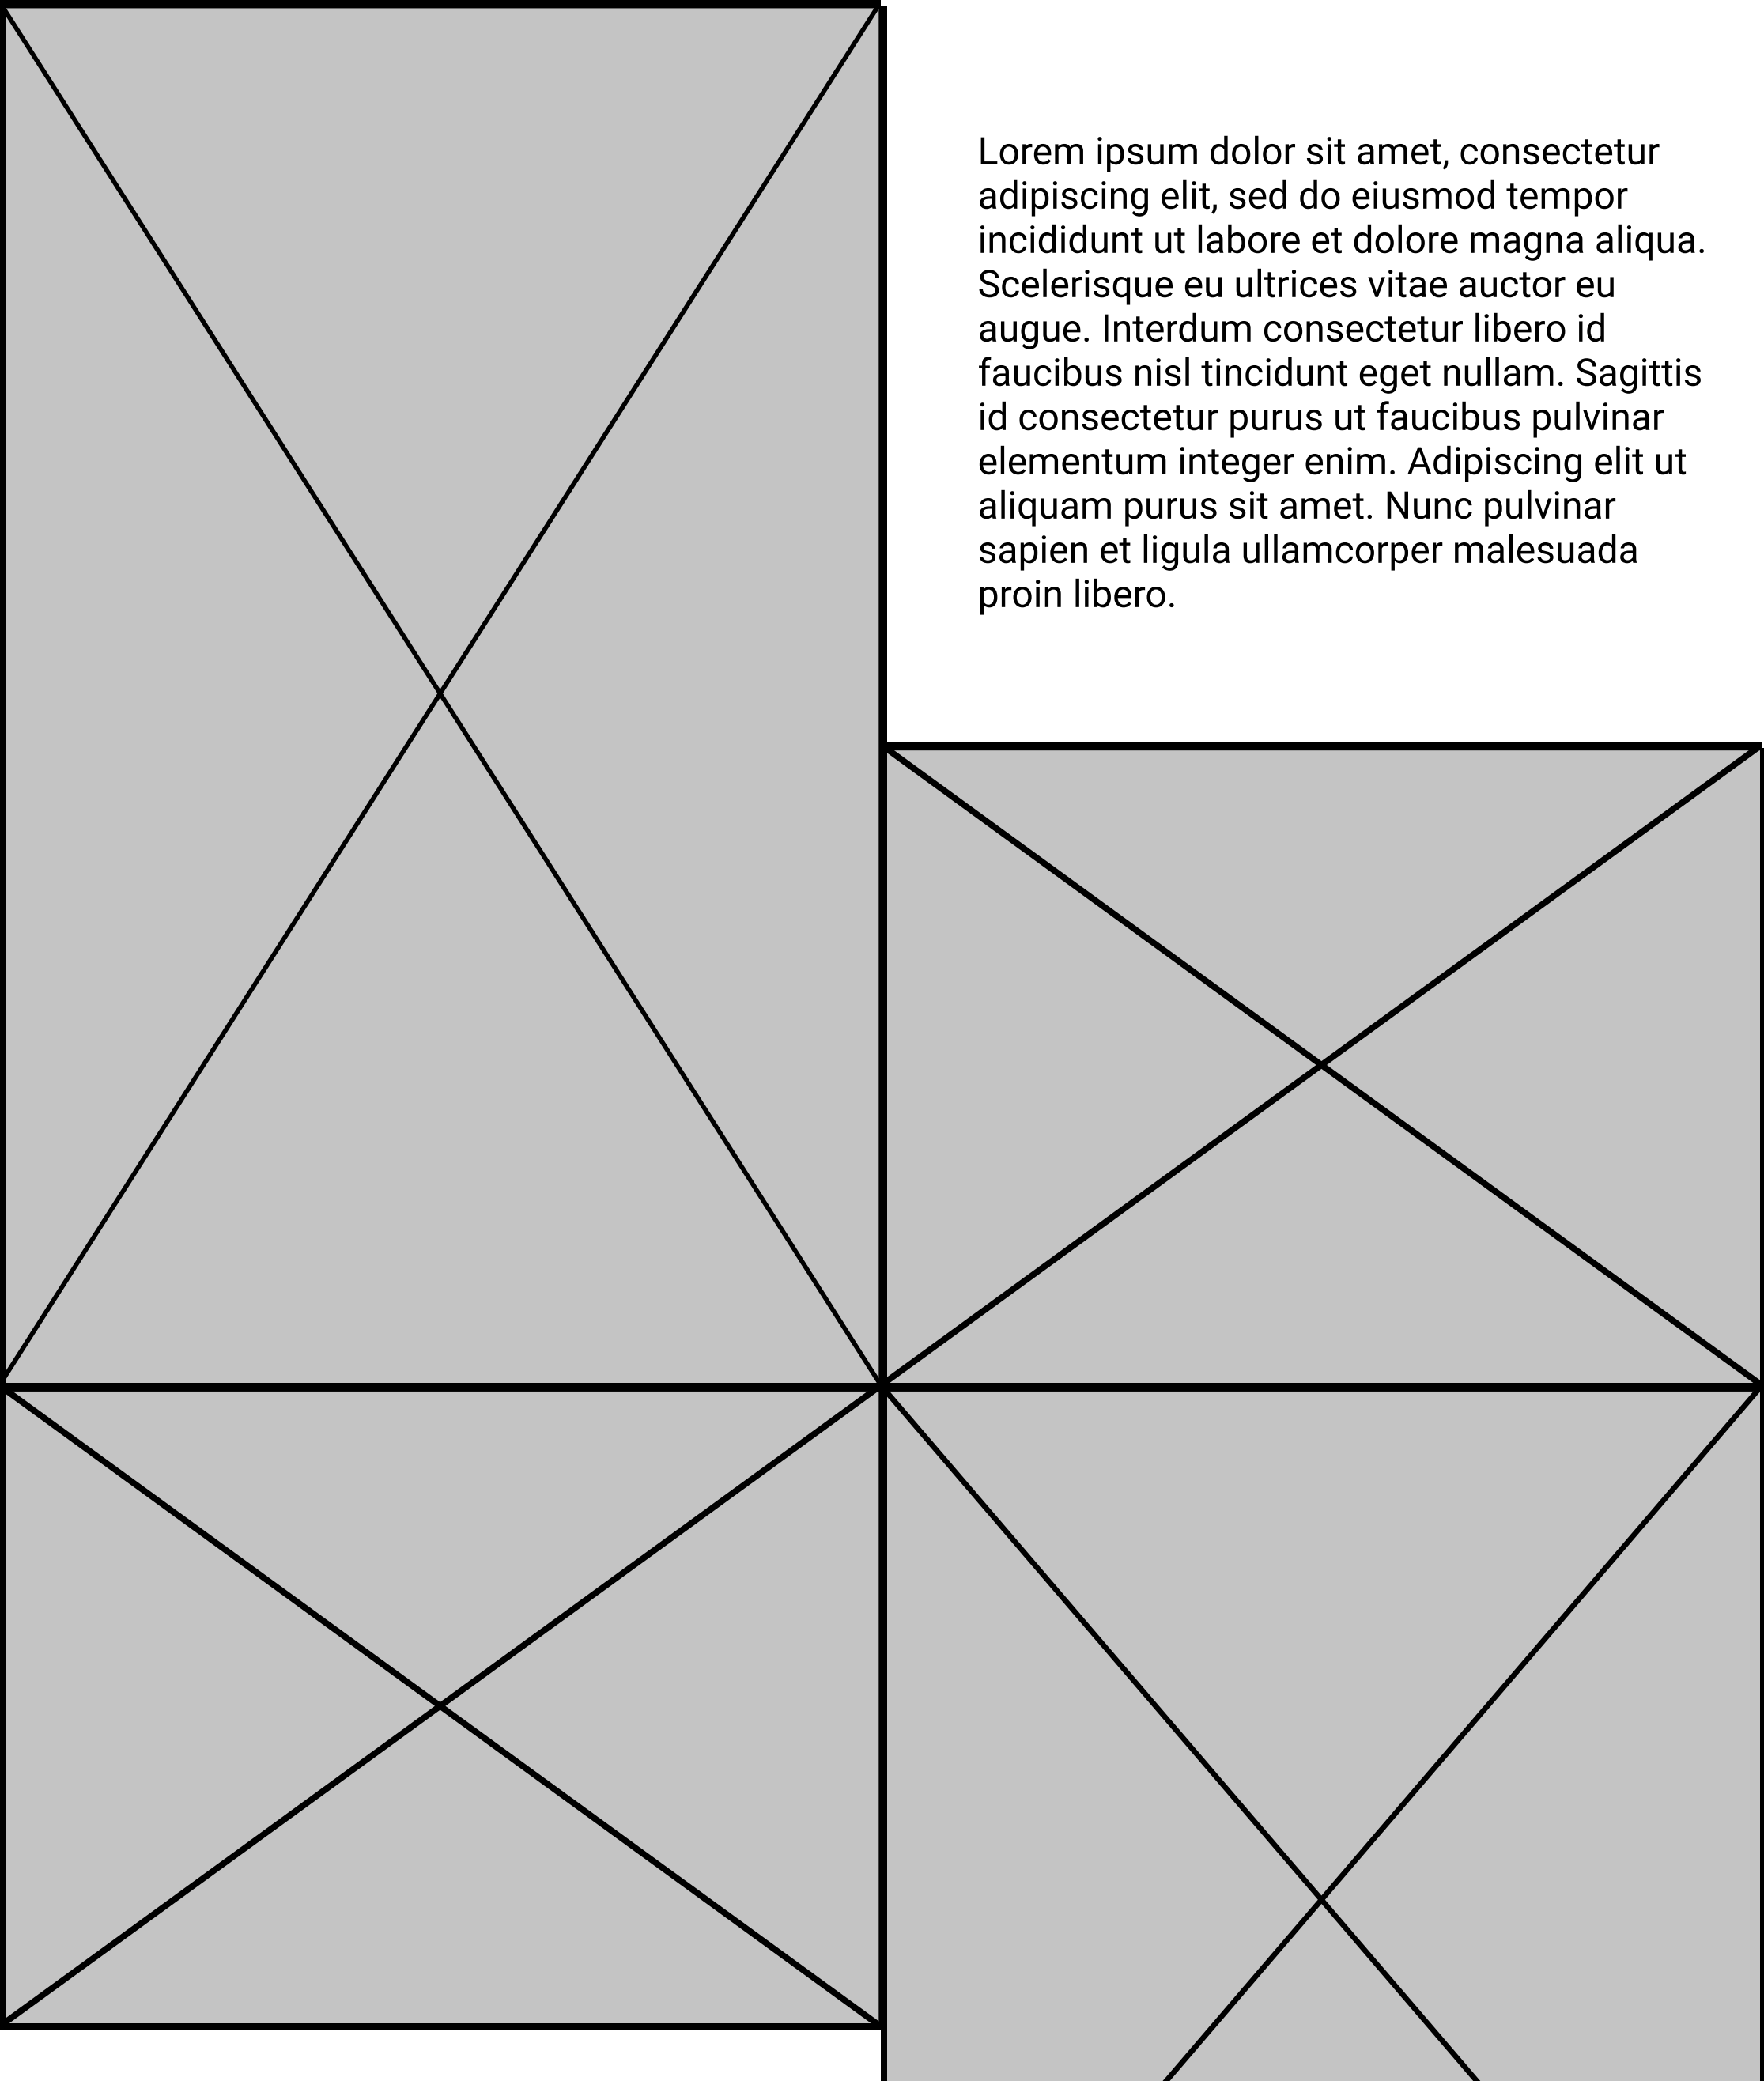 Lorem ipsum dolor sit amet, consectetur
adipiscing elit, sed do eiusmod tempor
incididunt ut labore et dolore magna aliqua.
Scelerisque eu ultrices vitae auctor eu
augue. Interdum consectetur libero id
faucibus nisl tincidunt eget nullam. Sagittis
id consectetur purus ut faucibus pulvinar
elementum integer enim. Adipiscing elit ut
aliquam purus sit amet. Nunc pulvinar
sapien et ligula ullamcorper malesuada
proin libero.